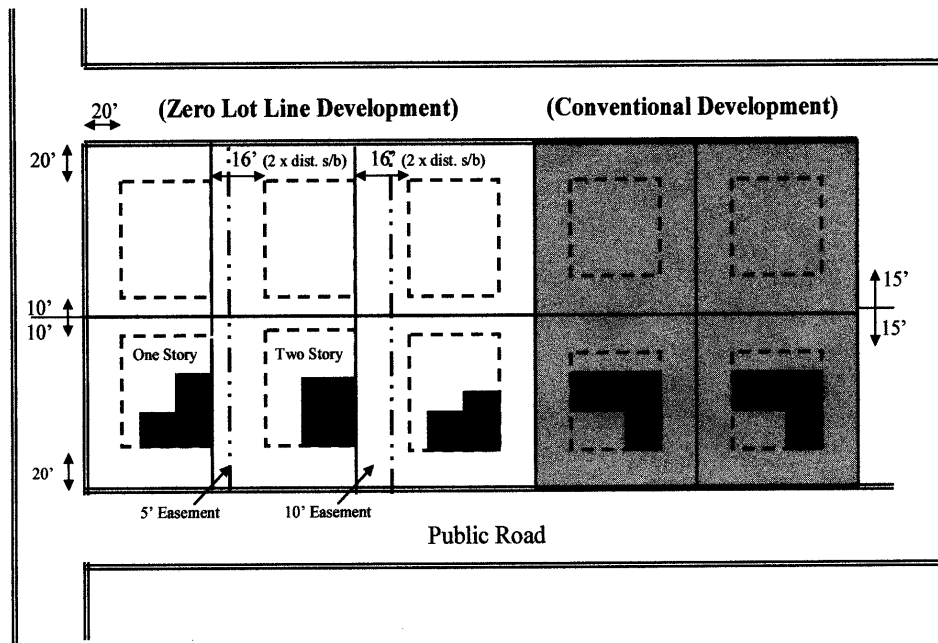 20’
(Zero Lot Line Development)
(Conventional Development)
20’
16’ (2 x dist. s/b)
16’ (2 x dist. s/b)
15’
10’
10’
15’
One Story
Two Story
20’
5’ Easement
10’ Easement
Public Road